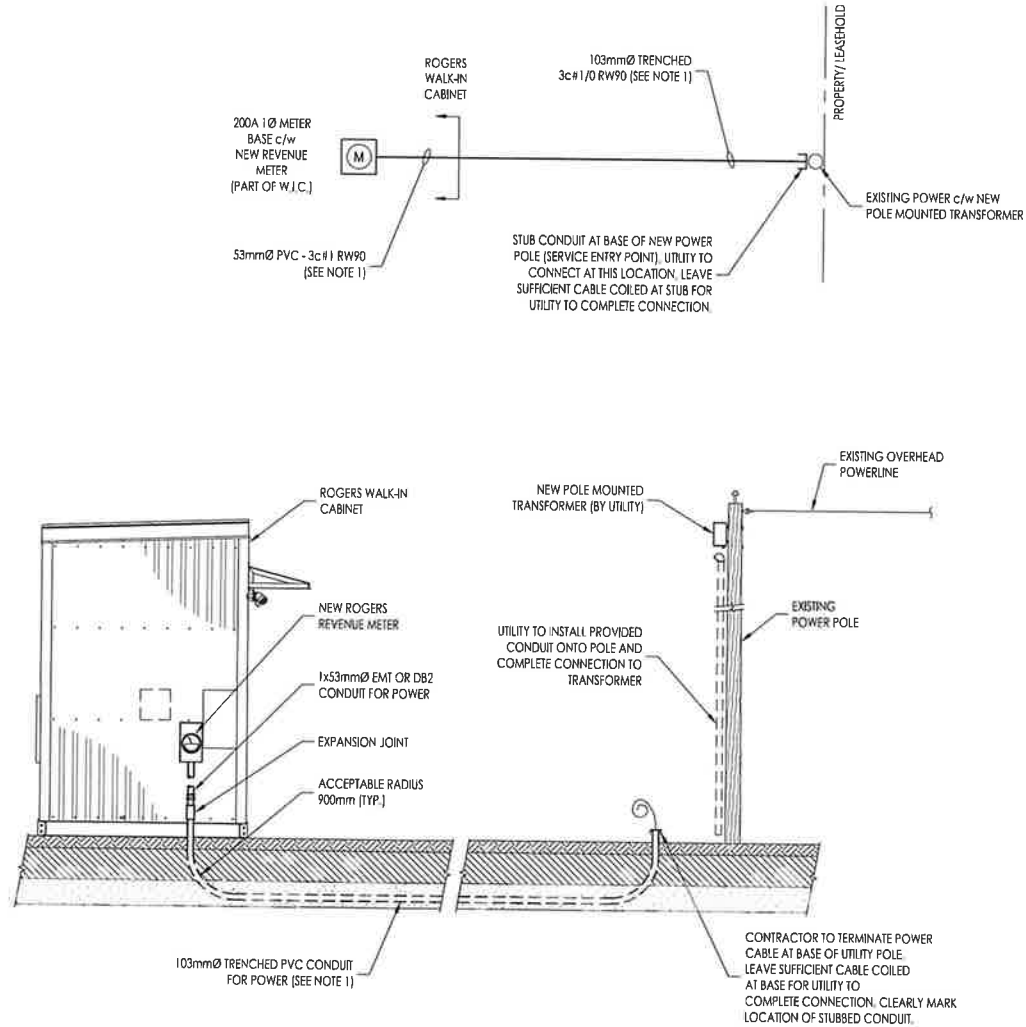 ROGERS
WALK-IN
CABINET
103mmØ TRENCHED
3c#1/0 RW90 (SEE NOTE 1)
PROPERTY/ LEASEHOLD
200A 1Ø METER
BASE c/w
NEW REVENUE
METER
(PART OF W.I.C.)
M
EXISTING POWER c/w NEW
POLE MOUNTED TRANSFORMER
53mmØ PVC - 3c#1 RW90
(SEE NOTE 1)
STUB CONDUIT AT BASE OF NEW POWER
POLE (SERVICE ENTRY POINT). UTILITY TO
CONNECT AT THIS LOCATION. LEAVE
SUFFICIENT CABLE COILED AT STUB FOR
UTILITY TO COMPLETE CONNECTION.
EXISTING OVERHEAD
POWERLINE
ROGERS WALK-IN
CABINET
NEW POLE MOUNTED
TRANSFORMER (BY UTILITY)
NEW ROGERS
REVENUE METER
EXISTING
POWER POLE
UTILITY TO INSTALL PROVIDED
CONDUIT ONTO POLE AND
COMPLETE CONNECTION TO
TRANSFORMER
1x53mmØ EMT OR DB2
CONDUIT FOR POWER
EXPANSION JOINT
ACCEPTABLE RADIUS
900mm (TYP.)
103mmØ TRENCHED PVC CONDUIT
FOR POWER (SEE NOTE 1)
CONTRACTOR TO TERMINATE POWER
CABLE AT BASE OF UTILITY POLE.
LEAVE SUFFICIENT CABLE COILED
AT BASE FOR UTILITY TO
COMPLETE CONNECTION. CLEARLY MARK
LOCATION OF STUBBED CONDUIT.